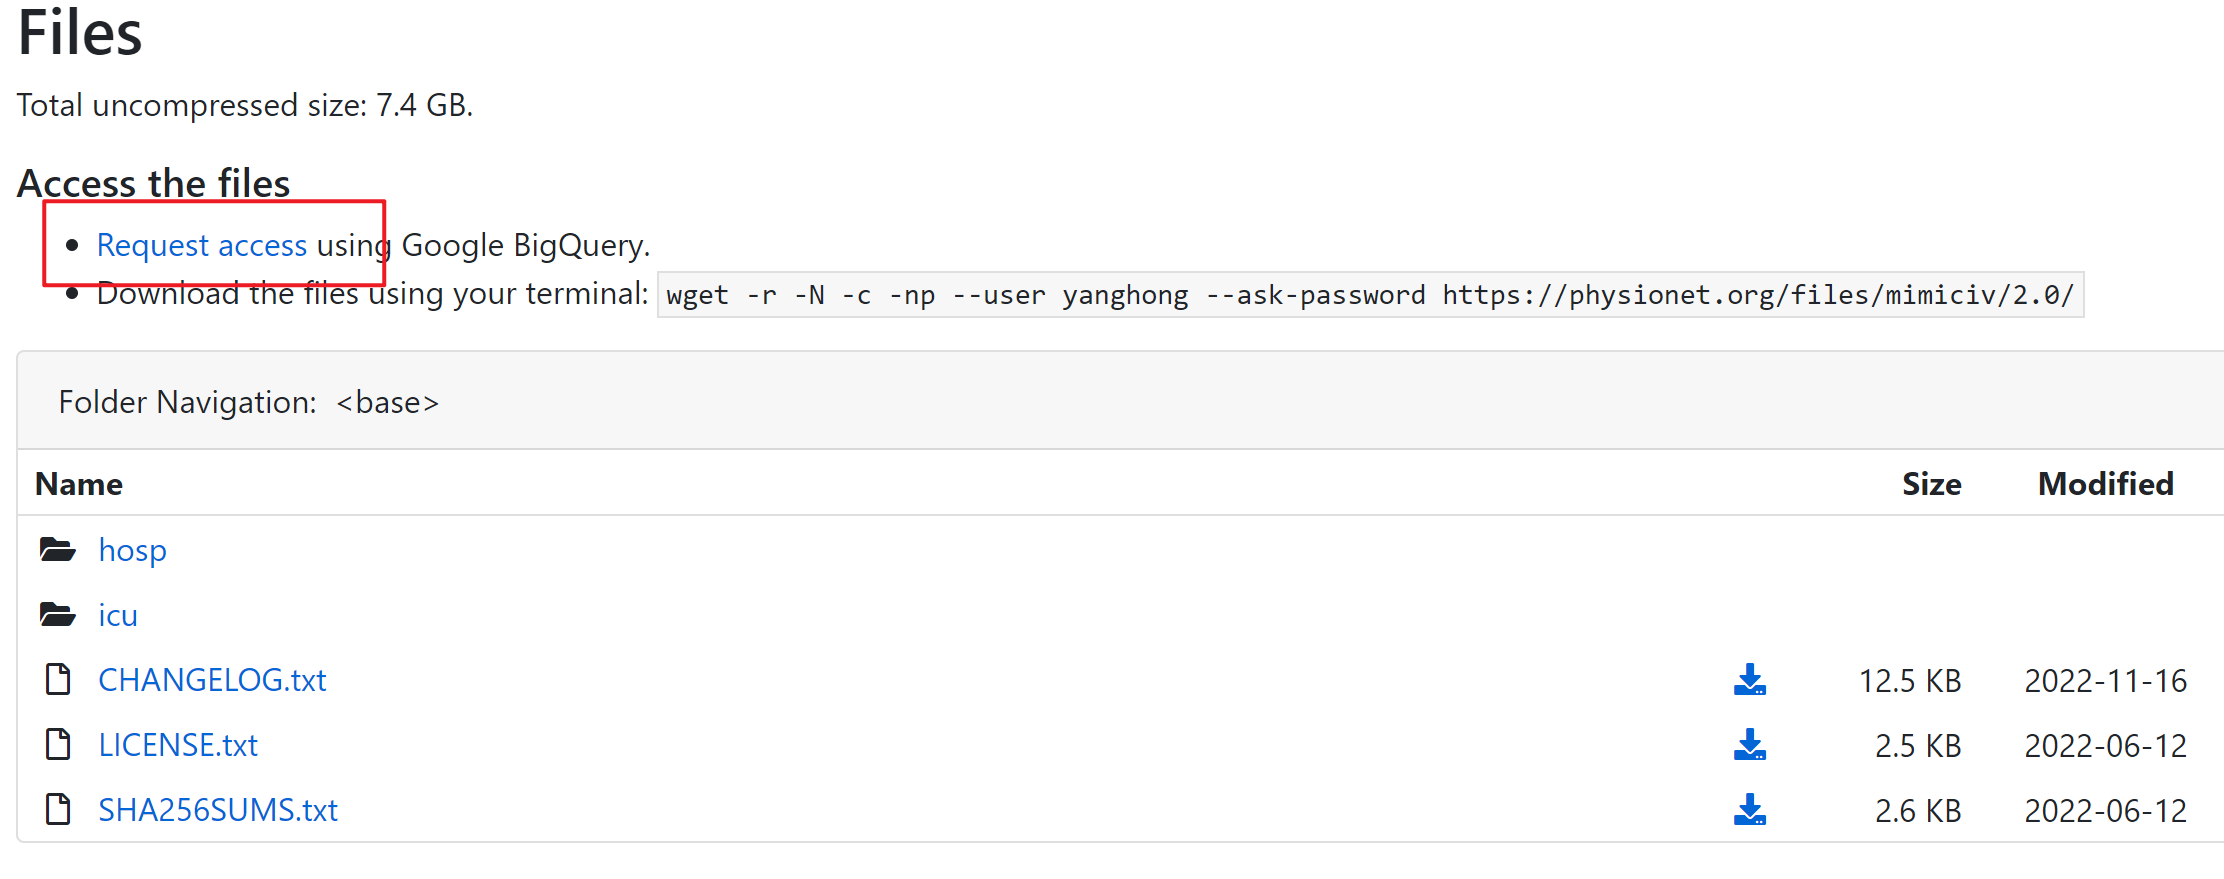 Files
Total uncompressed size: 7.4 GB.
Access the files
• Request access using Google BigQuery.
• Download the files using your terminal: wget -r -N -c -np --user yanghong --ask-password https://physionet.org/files/mimiciv/2.0/
Folder Navigation: <base>
Name Size Modified
hosp
icu
CHANGELOG.txt 12.5 KB 2022-11-16
LICENSE.txt 2.5 KB 2022-06-12
SHA256SUMS.txt 2.6 KB 2022-06-12